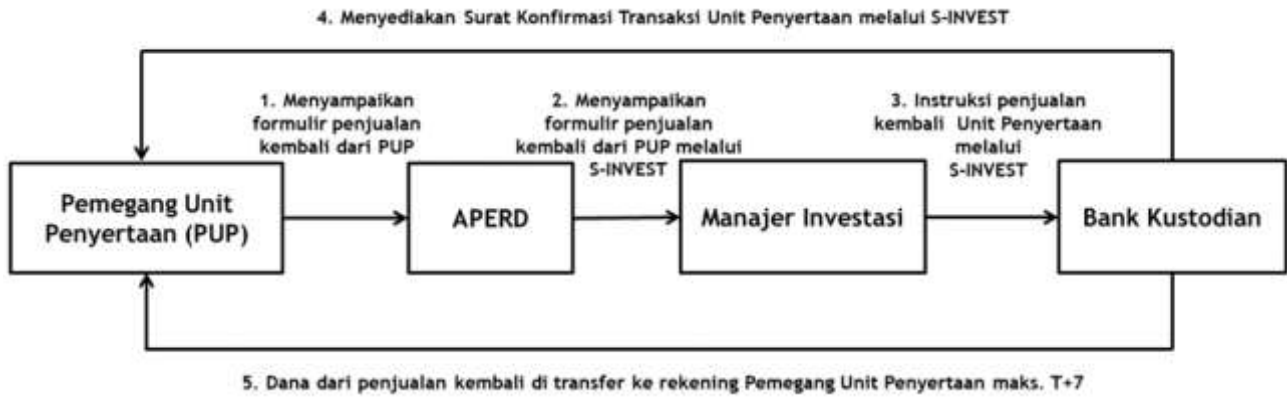 4. Menyediakan Surat Konfirmasi Transaksi Unit Penyertaan melalui S-INVEST
1. Menyampaikan
formulir penjualan
kembali dari PUP
2. Menyampaikan
formulir penjualan
kembali dari PUP melalui
S-INVEST
3. Instruksi penjualan
kembali Unit Penyertaan
melalui
S-INVEST
Pemegang Unit
Penyertaan (PUP)
APERD
Manajer Investasi
Bank Kustodian
5. Dana dari penjualan kembali di transfer ke rekening Pemegang Unit Penyertaan maks. T+7